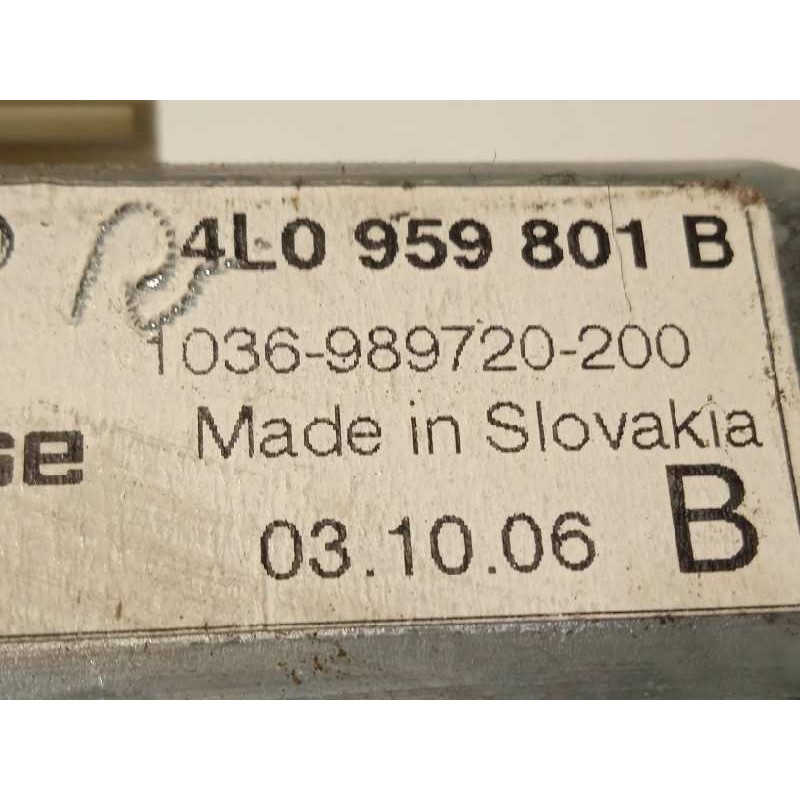 4L0 959 801 B
1036-989720-200
Made in Slovakia
se
03.10.06 B